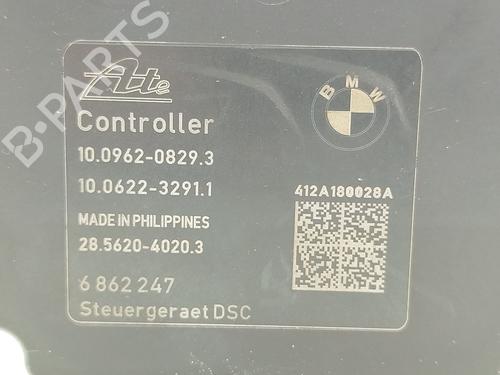 Ate
BMW
Controller
10.0962-0829.3
10.0622-3291.1
412A180028A
MADE IN PHILIPPINES
28.5620-4020.3
6 862 247
Steuergeraet DSC
B-PARTS
B-PARTS